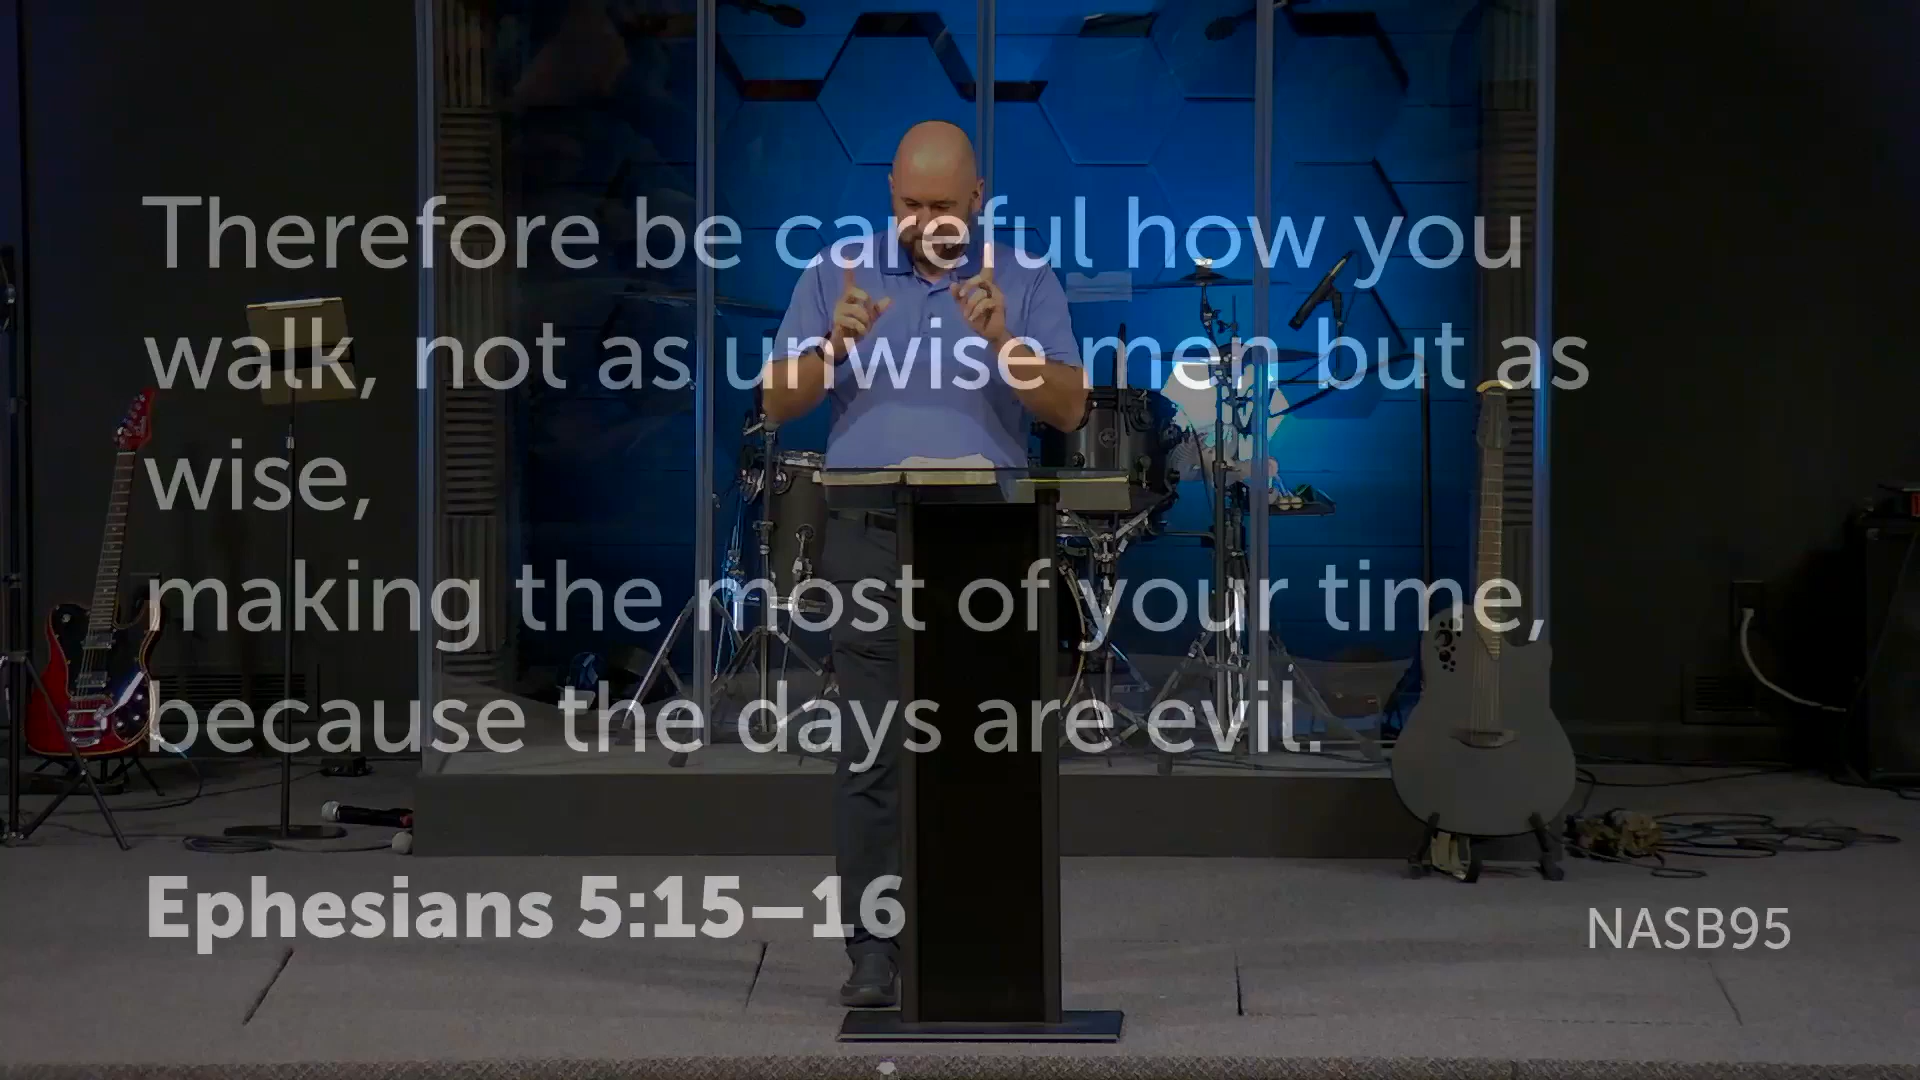 Therefore be careful how you
walk, not as unwise men but as
wise,
making the most of your time,
because the days are evil.
Ephesians 5:15–16
NASB95